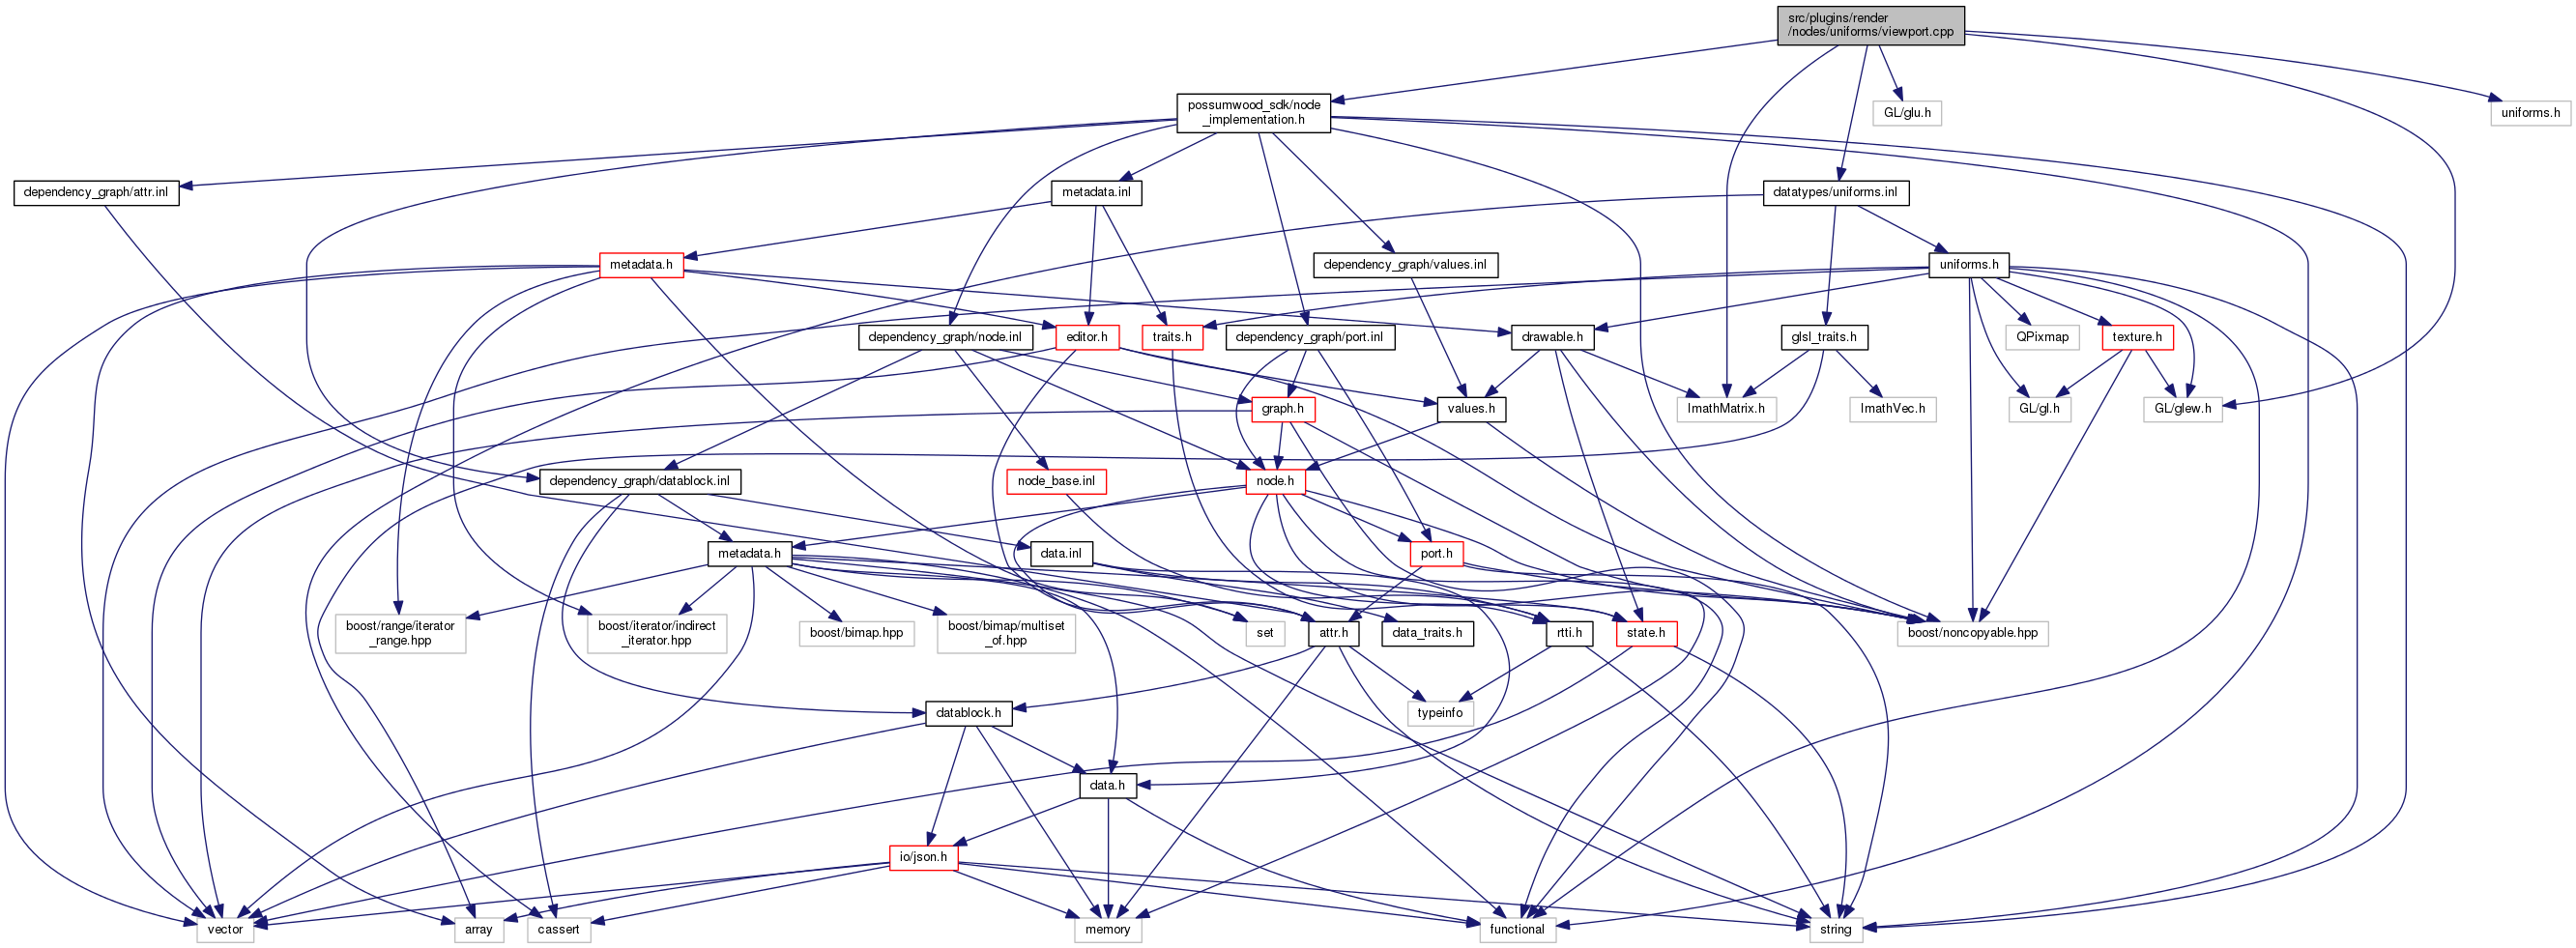 src/plugins/render
/nodes/uniforms/viewport.cpp
possumwood_sdk/node
_implementation.h
GL/glu.h
uniforms.h
dependency_graph/attr.inl
metadata.inl
datatypes/uniforms.inl
metadata.h
dependency_graph/values.inl
uniforms.h
dependency_graph/node.inl
editor.h
traits.h
dependency_graph/port.inl
drawable.h
glsl_traits.h
QPixmap
texture.h
graph.h
values.h
ImathMatrix.h
ImathVec.h
GL/gl.h
GL/glew.h
dependency_graph/datablock.inl
node_base.inl
node.h
metadata.h
data.inl
port.h
boost/range/iterator
_range.hpp
boost/iterator/indirect
_iterator.hpp
boost/bimap.hpp
boost/bimap/multiset
_of.hpp
set
attr.h
data_traits.h
rtti.h
state.h
boost/noncopyable.hpp
datablock.h
typeinfo
data.h
io/json.h
vector
array
cassert
memory
functional
string